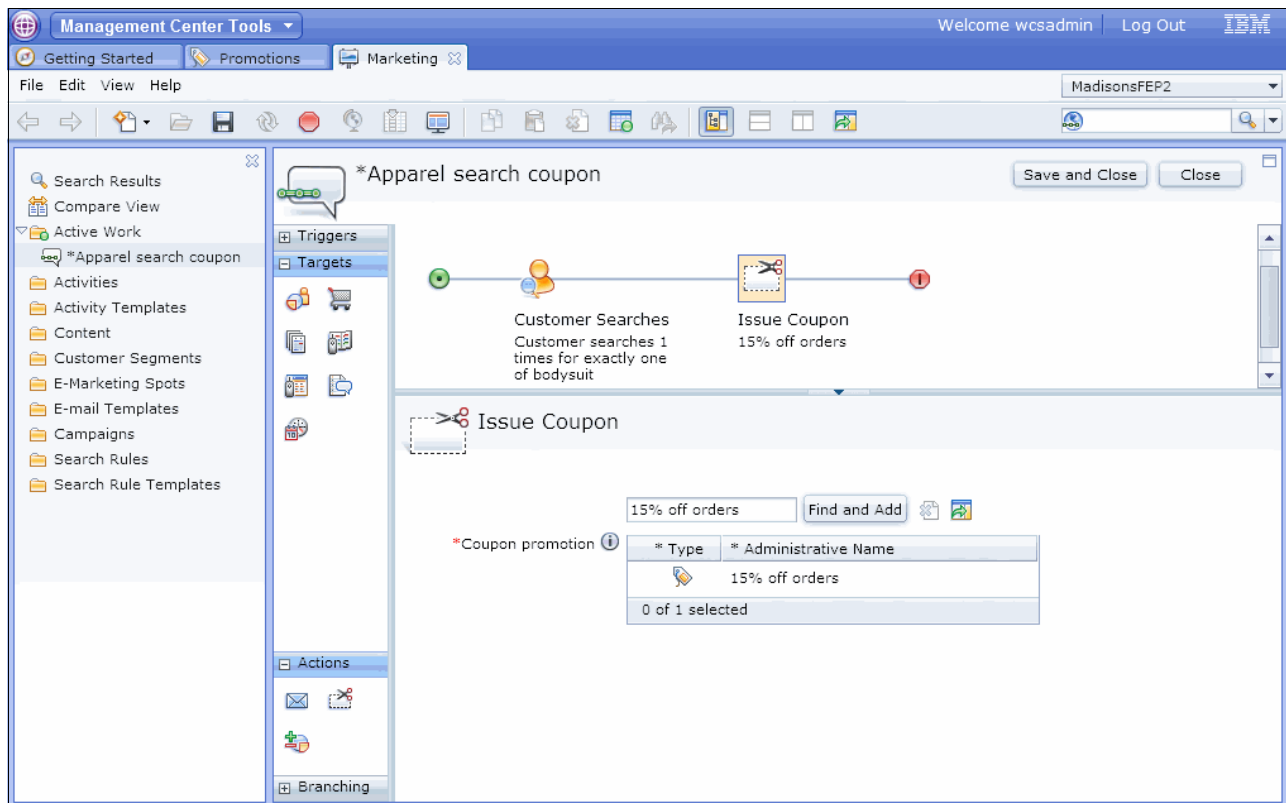 Management Center Tools
Welcome wcsadmin
Log Out
IBM
Getting Started
Promotions
Marketing
File Edit View Help
MadisonsFEP2
Search Results
Compare View
Active Work
*Apparel search coupon
Activities
Activity Templates
Content
Customer Segments
E-Marketing Spots
E-mail Templates
Campaigns
Search Rules
Search Rule Templates
*Apparel search coupon
Save and Close
Close
Triggers
Targets
Actions
Branching
Customer Searches
Customer searches 1
times for exactly one
of bodysuit
Issue Coupon
15% off orders
Issue Coupon
15% off orders
Find and Add
*Coupon promotion
* Type
* Administrative Name
15% off orders
0 of 1 selected